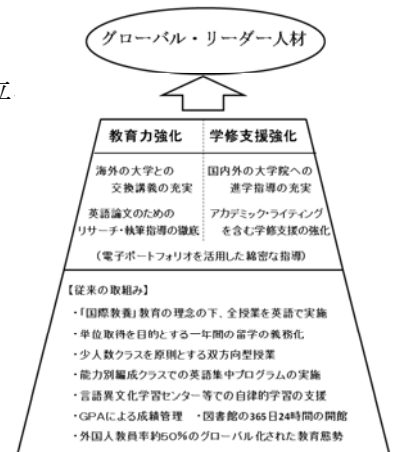 グローバル・リーダー人材
立
教育力強化 学修支援強化
海外の大学との
交換講義の充実
英語論文のための
リサーチ・執筆指導の徹底
国内外の大学院への
進学指導の充実
アカデミック・ライティング
を含む学修支援の強化
(電子ポートフォリオを活用した綿密な指導)
【従来の取組み】
・「国際教養」教育の理念の下、全授業を英語で実施
・単位取得を目的とする一年間の留学の義務化
・少人数クラスを原則とする双方向型授業
・能力別編成クラスでの英語集中プログラムの実施
・言語異文化学習センター等での自律的学習の支援
・GPAによる成績管理 ・図書館の365日24時間の開館
・外国人教員率約50%のグローバル化された教育態勢